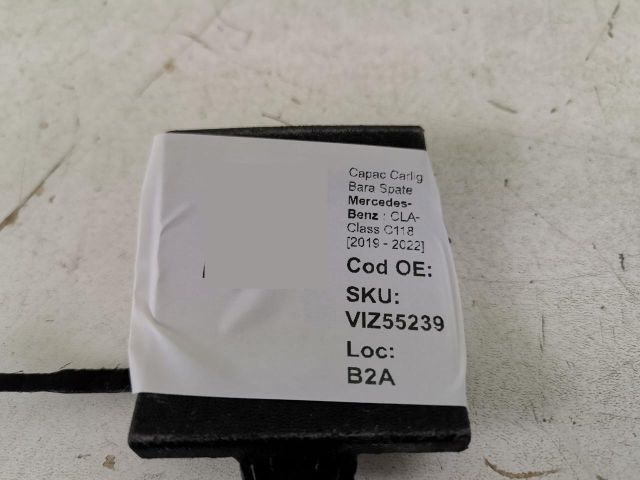 Capac Carlig
Bara Spate
Mercedes-
Benz : CLA-
Class C118
[2019 - 2022]
Cod OE:
SKU:
VIZ55239
Loc:
B2A